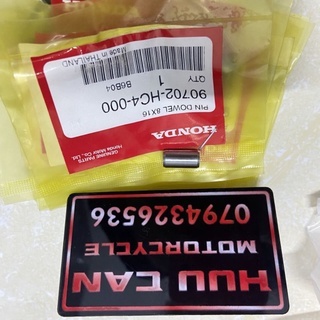 HONDA
GENUINE PARTS
Honda Motor Co., Ltd.
PIN DOWEL 8X16
90702-HC4-000
1
QTY
B6B04
Made in THAILAND
HUU CAN
MOTORCYCLE
0794326536